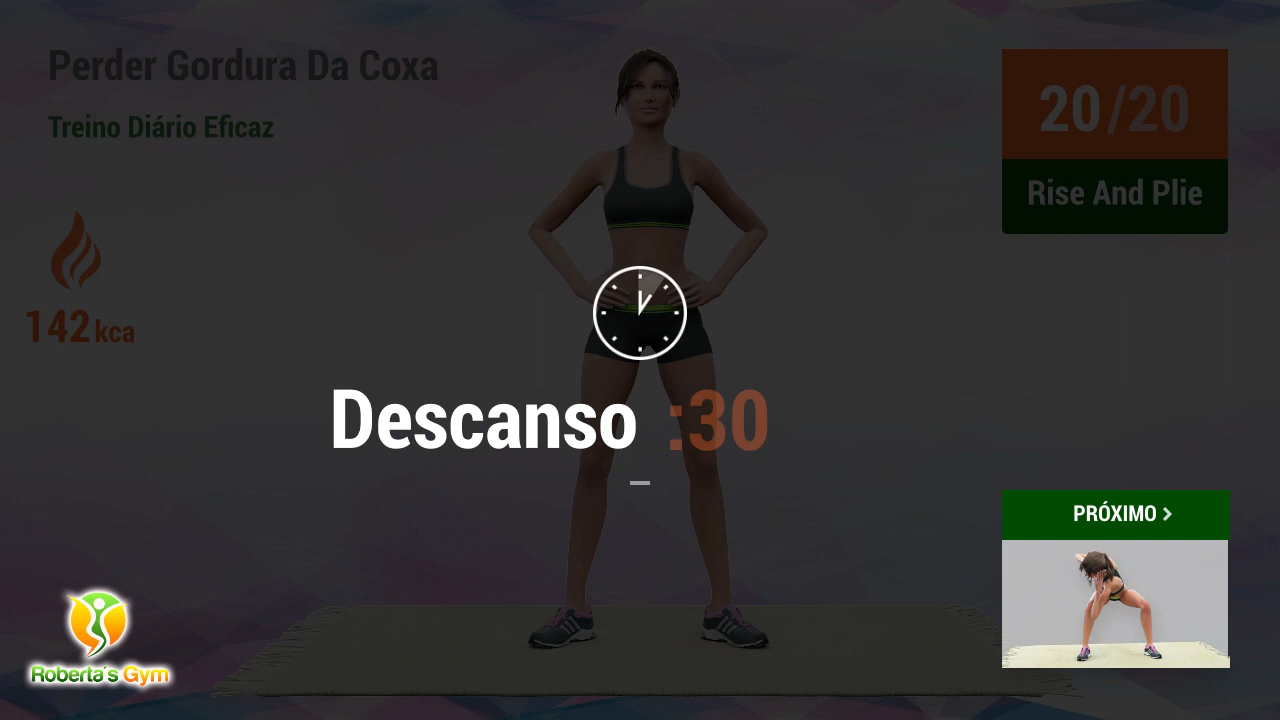 Perder Gordura Da Coxa
Treino Diário Eficaz
20/20
Rise And Plie
142 kca
Descanso :30
PRÓXIMO >
Roberta's Gym